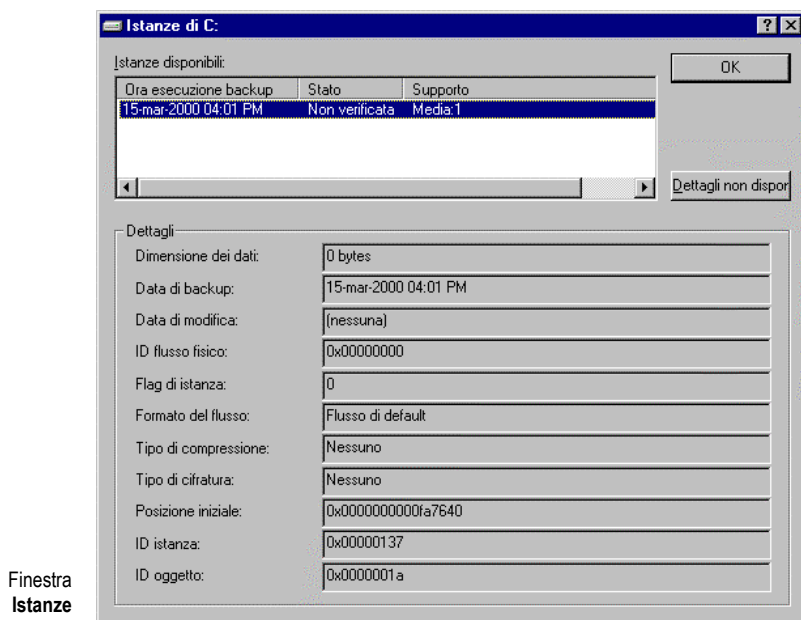 Istanze di C:
Istanze disponibili:
OK
Ora esecuzione backup Stato Supporto
15-mar-2000 04:01 PM Non verificata Media:1
Dettagli non dispor
Dettagli
Dimensione dei dati: 0 bytes
Data di backup: 15-mar-2000 04:01 PM
Data di modifica: (nessuna)
ID flusso fisico: 0x00000000
Flag di istanza: 0
Formato del flusso: Flusso di default
Tipo di compressione: Nessuno
Tipo di cifratura: Nessuno
Posizione iniziale: 0x0000000000fa7640
ID istanza: 0x00000137
ID oggetto: 0x0000001a
Finestra
Istanze